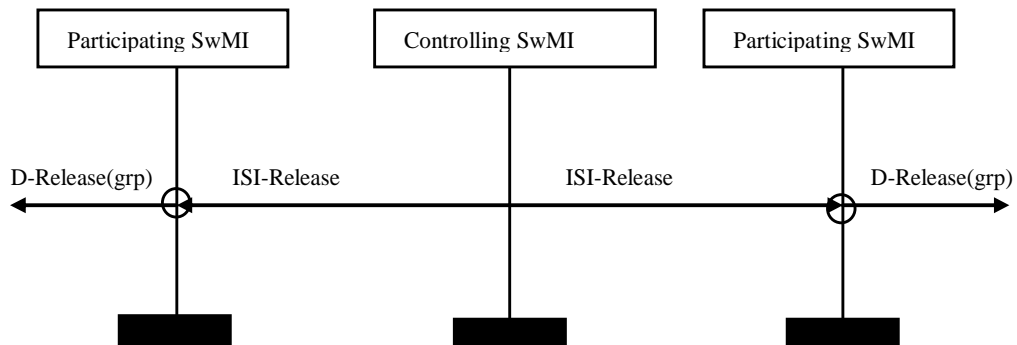 Participating SwMI
Controlling SwMI
Participating SwMI
D-Release(grp)
ISI-Release
ISI-Release
D-Release(grp)